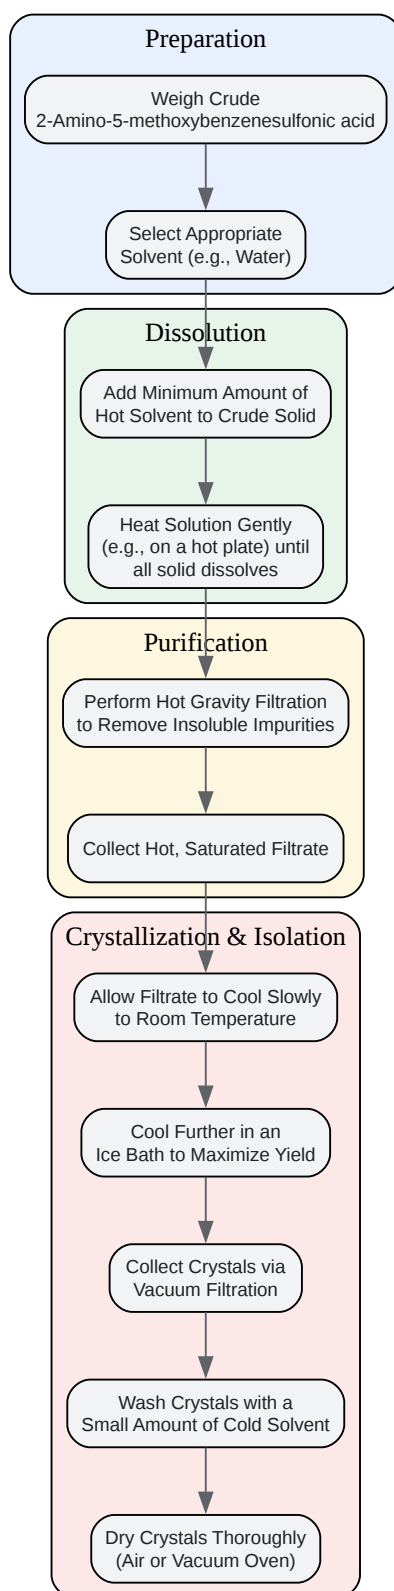 Preparation
Weigh Crude
2-Amino-5-methoxybenzenesulfonic acid
Select Appropriate
Solvent (e.g., Water)
Dissolution
Add Minimum Amount of
Hot Solvent to Crude Solid
Heat Solution Gently
(e.g., on a hot plate) until
all solid dissolves
Purification
Perform Hot Gravity Filtration
to Remove Insoluble Impurities
Collect Hot, Saturated Filtrate
Crystallization & Isolation
Allow Filtrate to Cool Slowly
to Room Temperature
Cool Further in an
Ice Bath to Maximize Yield
Collect Crystals via
Vacuum Filtration
Wash Crystals with a
Small Amount of Cold Solvent
Dry Crystals Thoroughly
(Air or Vacuum Oven)